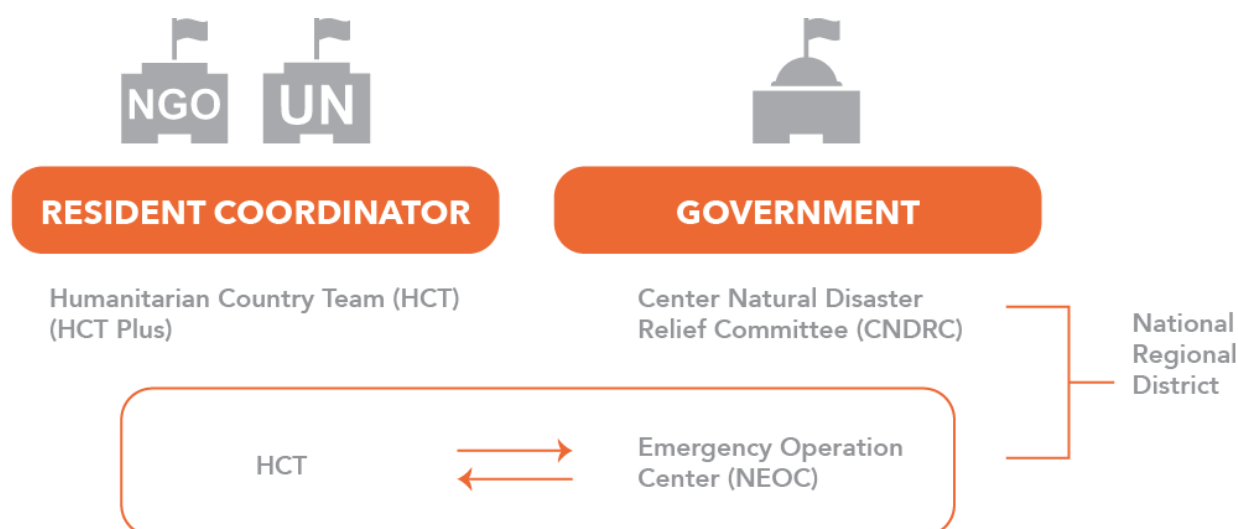 NGO
UN
RESIDENT COORDINATOR
GOVERNMENT
Humanitarian Country Team (HCT)
(HCT Plus)
Center Natural Disaster
Relief Committee (CNDRC)
National
Regional
District
HCT
Emergency Operation
Center (NEOC)